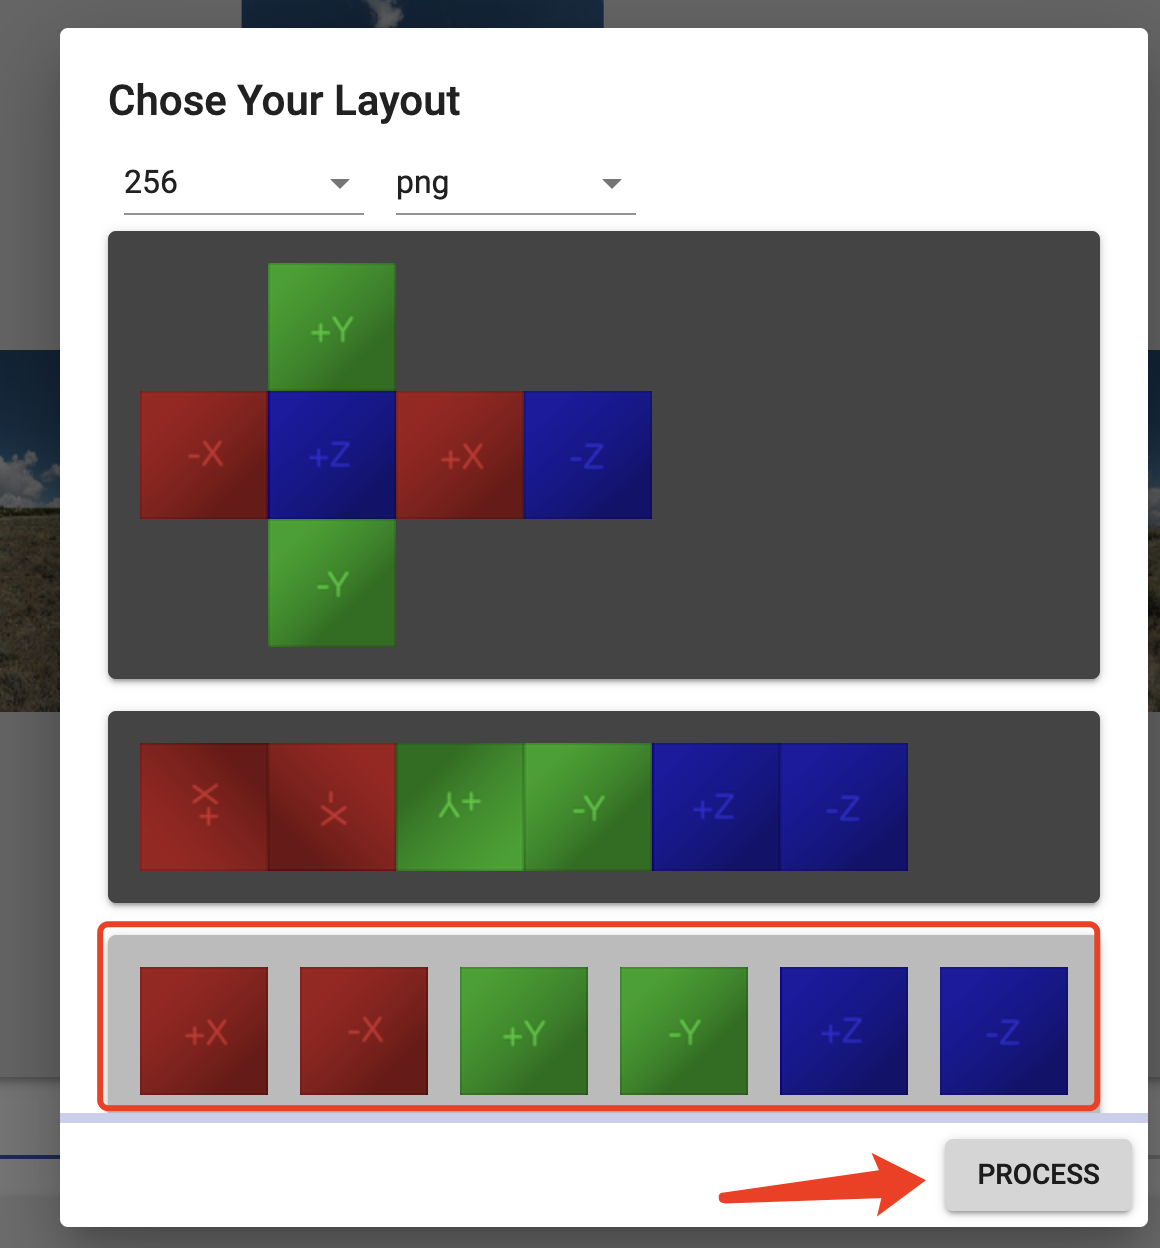 Chose Your Layout
256 png
+Y
-X +Z +X -Z
-Y
+X -X +Y -Y +Z -Z
+X -X +Y -Y +Z -Z
PROCESS